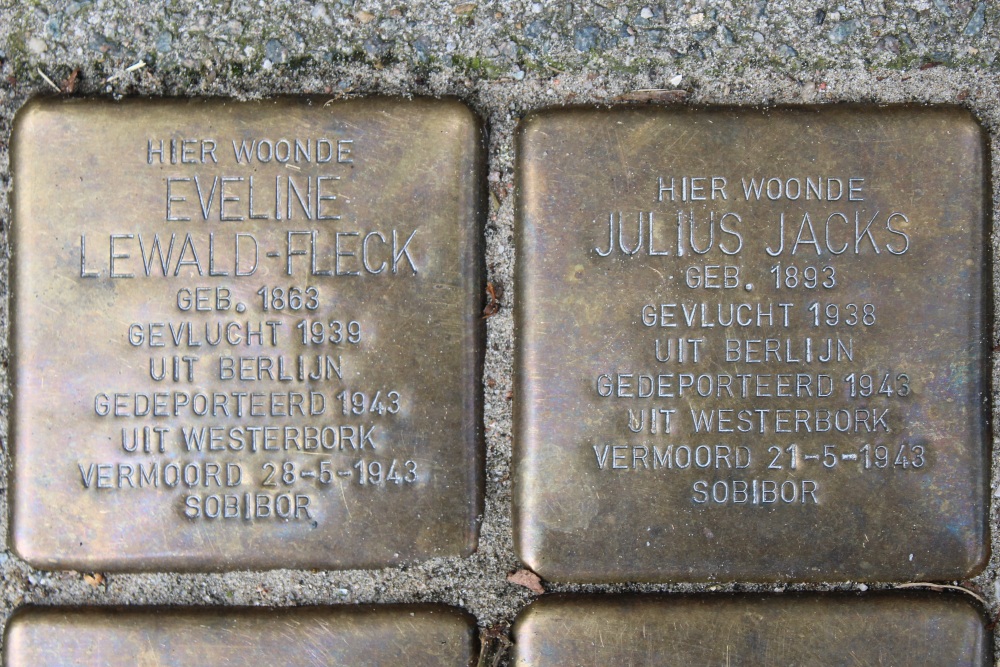 HIER WOONDE
EVELINE
LEWALD-FLECK
GEB. 1863
GEVLUCHT 1939
UIT BERLIJN
GEDEPORTEERD 1943
UIT WESTERBORK
VERMOORD 28-5-1943
SOBIBOR
HIER WOONDE
JULIUS JACKS
GEB. 1893
GEVLUCHT 1938
UIT BERLIJN
GEDEPORTEERD 1943
UIT WESTERBORK
VERMOORD 21-5-1943
SOBIBOR